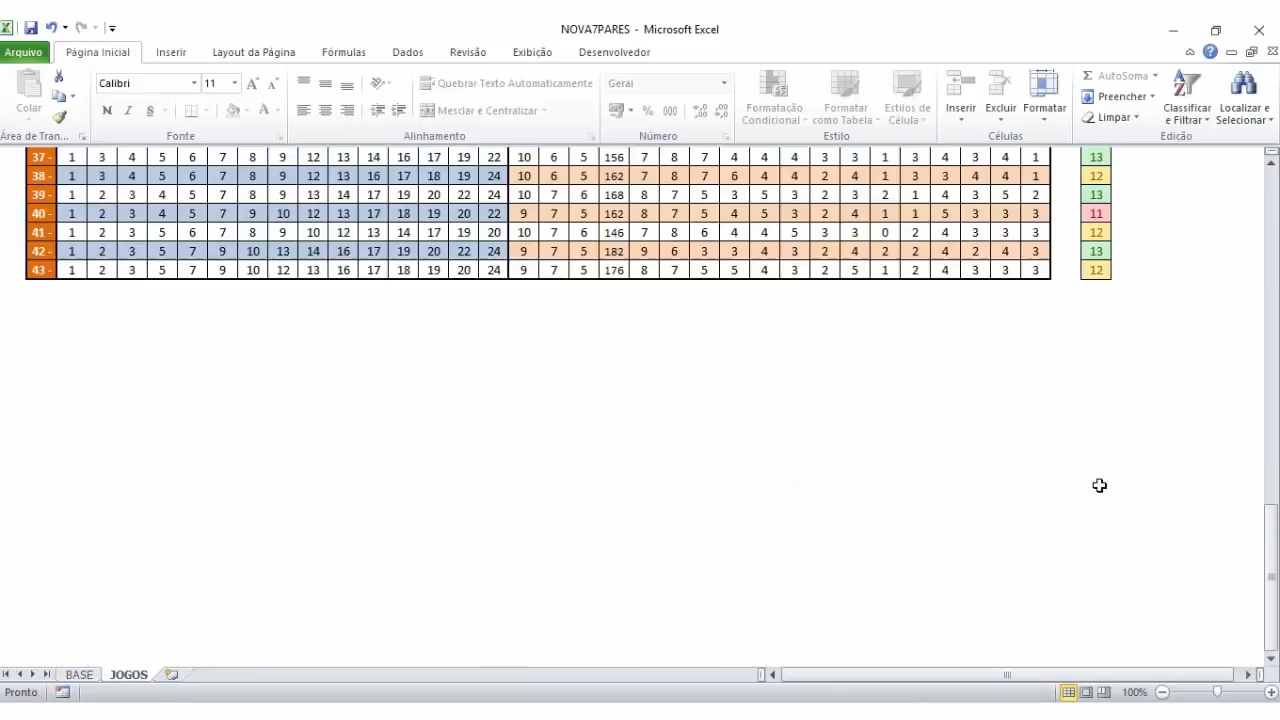 NOVA7PARES - Microsoft Excel
Arquivo Página Inicial Inserir Layout da Página Fórmulas Dados Revisão Exibição Desenvolvedor
Colar Calibri 11 Quebrar Texto Automaticamente Geral Formatação Condicional Formatar como Tabela Estilos de Célula Inserir Excluir Formatar AutoSoma Classificar e Filtrar Localizar e Selecionar
N I S A Mesclar e Centralizar % 000 Preencher
Limpar
Área de Tran... Fonte Alinhamento Número Estilo Células Edição
37 - 1 3 4 5 6 7 8 9 12 13 14 16 17 19 22 10 6 5 156 7 8 7 4 4 4 3 3 1 3 4 3 4 1 13
38 - 1 3 4 5 6 7 8 9 12 13 16 17 18 19 24 10 6 5 162 7 8 7 6 4 4 2 4 1 3 3 4 4 1 12
39 - 1 2 3 4 5 6 7 8 9 13 14 17 19 22 24 10 7 6 168 8 7 5 3 5 3 3 2 1 4 3 5 2 13
40 - 1 2 3 4 5 7 9 10 12 13 17 18 19 20 22 9 7 5 162 8 7 5 4 5 3 2 4 1 1 5 3 3 3 11
41 - 1 2 3 5 6 7 8 9 10 12 13 14 17 19 20 9 7 5 146 7 8 6 4 4 5 3 3 0 2 4 3 3 3 12
42 - 1 2 3 5 7 9 10 13 14 16 17 19 20 22 24 9 7 5 182 9 6 3 3 4 3 2 4 2 2 4 2 4 3 13
43 - 1 2 3 5 7 9 10 12 13 16 17 18 19 20 24 9 7 5 176 8 7 5 5 4 3 2 5 1 2 4 3 3 3 12
BASE JOGOS
Pronto 100%